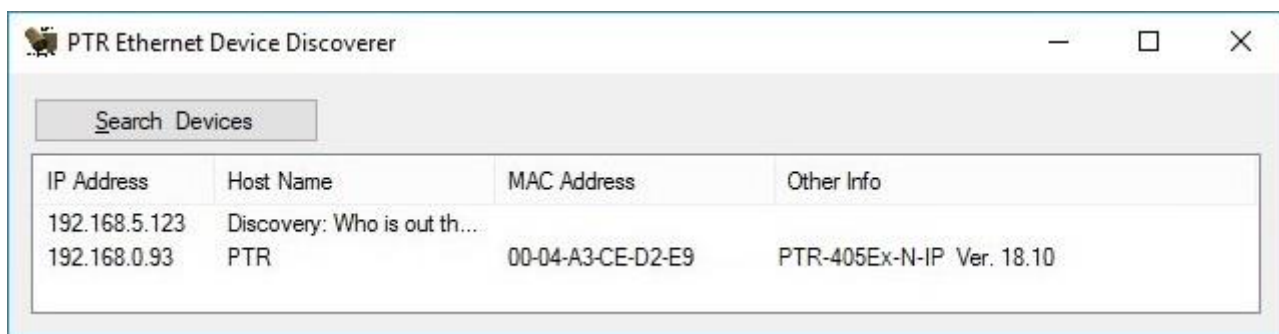 PTR Ethernet Device Discoverer
Search Devices
IP Address Host Name MAC Address Other Info
192.168.5.123 Discovery: Who is out th...
192.168.0.93 PTR 00-04-A3-CE-D2-E9 PTR-405Ex-N-IP Ver. 18.10